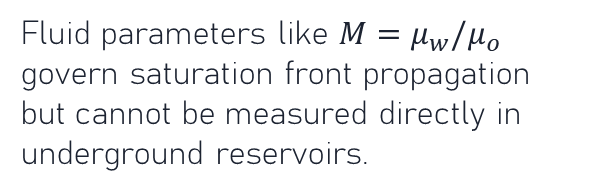 Fluid parameters like 𝑀 = 𝜇𝑤/𝜇𝑜
govern saturation front propagation
but cannot be measured directly in
underground reservoirs.